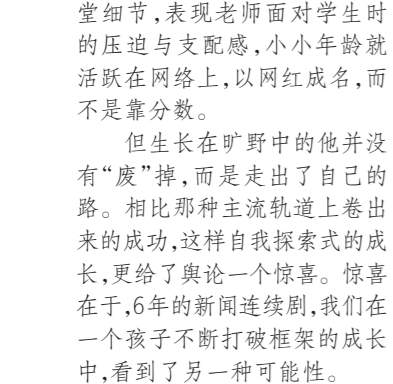 堂细节，表现老师面对学生时
的压迫与支配感，小小年龄就
活跃在网络上，以网红成名，而
不是靠分数。
但生长在旷野中的他并没
有“废”掉，而是走出了自己的
路。相比那种主流轨道上卷出
来的成功，这样自我探索式的成
长，更给了舆论一个惊喜。惊喜
在于，6年的新闻连续剧，我们在
一个孩子不断打破框架的成长
中，看到了另一种可能性。